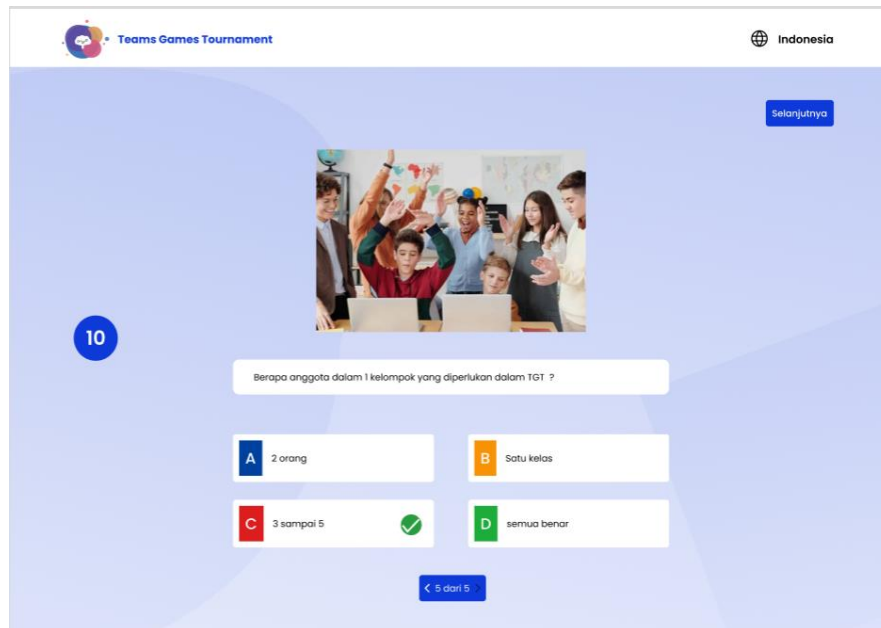 Teams Games Tournament
Indonesia
Selanjutnya
10
Berapa anggota dalam 1 kelompok yang diperlukan dalam TGT ?
A 2 orang
B Satu kelas
C 3 sampai 5
D semua benar
< 5 dari 5 >